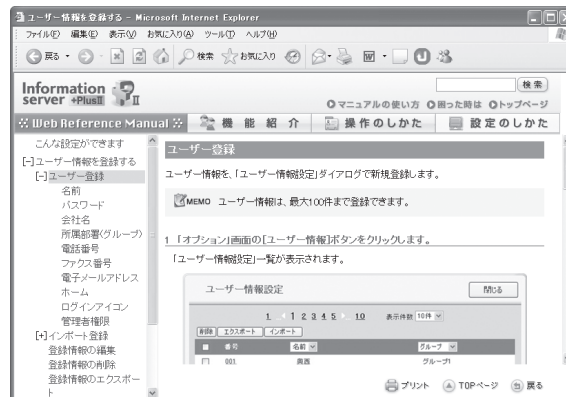 ユーザー情報を登録する - Microsoft Internet Explorer
ファイル(F) 編集(E) 表示(V) お気に入り(A) ツール(T) ヘルプ(H)
戻る 検索 お気に入り
Information server +PlusII II
検索
マニュアルの使い方 困った時は トップページ
Web Reference Manual 機能紹介 操作のしかた 設定のしかた
こんな設定ができます
[-]ユーザー情報を登録する
[-]ユーザー登録
名前
パスワード
会社名
所属部署(グループ)
電話番号
ファクス番号
電子メールアドレス
ホーム
ログインアイコン
管理者権限
[+]インポート登録
登録情報の編集
登録情報の削除
登録情報のエクスポー
ト
ユーザー登録
ユーザー情報を、「ユーザー情報設定」ダイアログで新規登録します。
MEMO ユーザー情報は、最大100件まで登録できます。
1 「オプション」画面の[ユーザー情報]ボタンをクリックします。
「ユーザー情報設定」一覧が表示されます。
ユーザー情報設定 閉じる
1 1 2 3 4 5 10 表示件数 10件
削除 エクスポート インポート
番号 名前 グループ
001 グループ1
プリント TOPページ 戻る